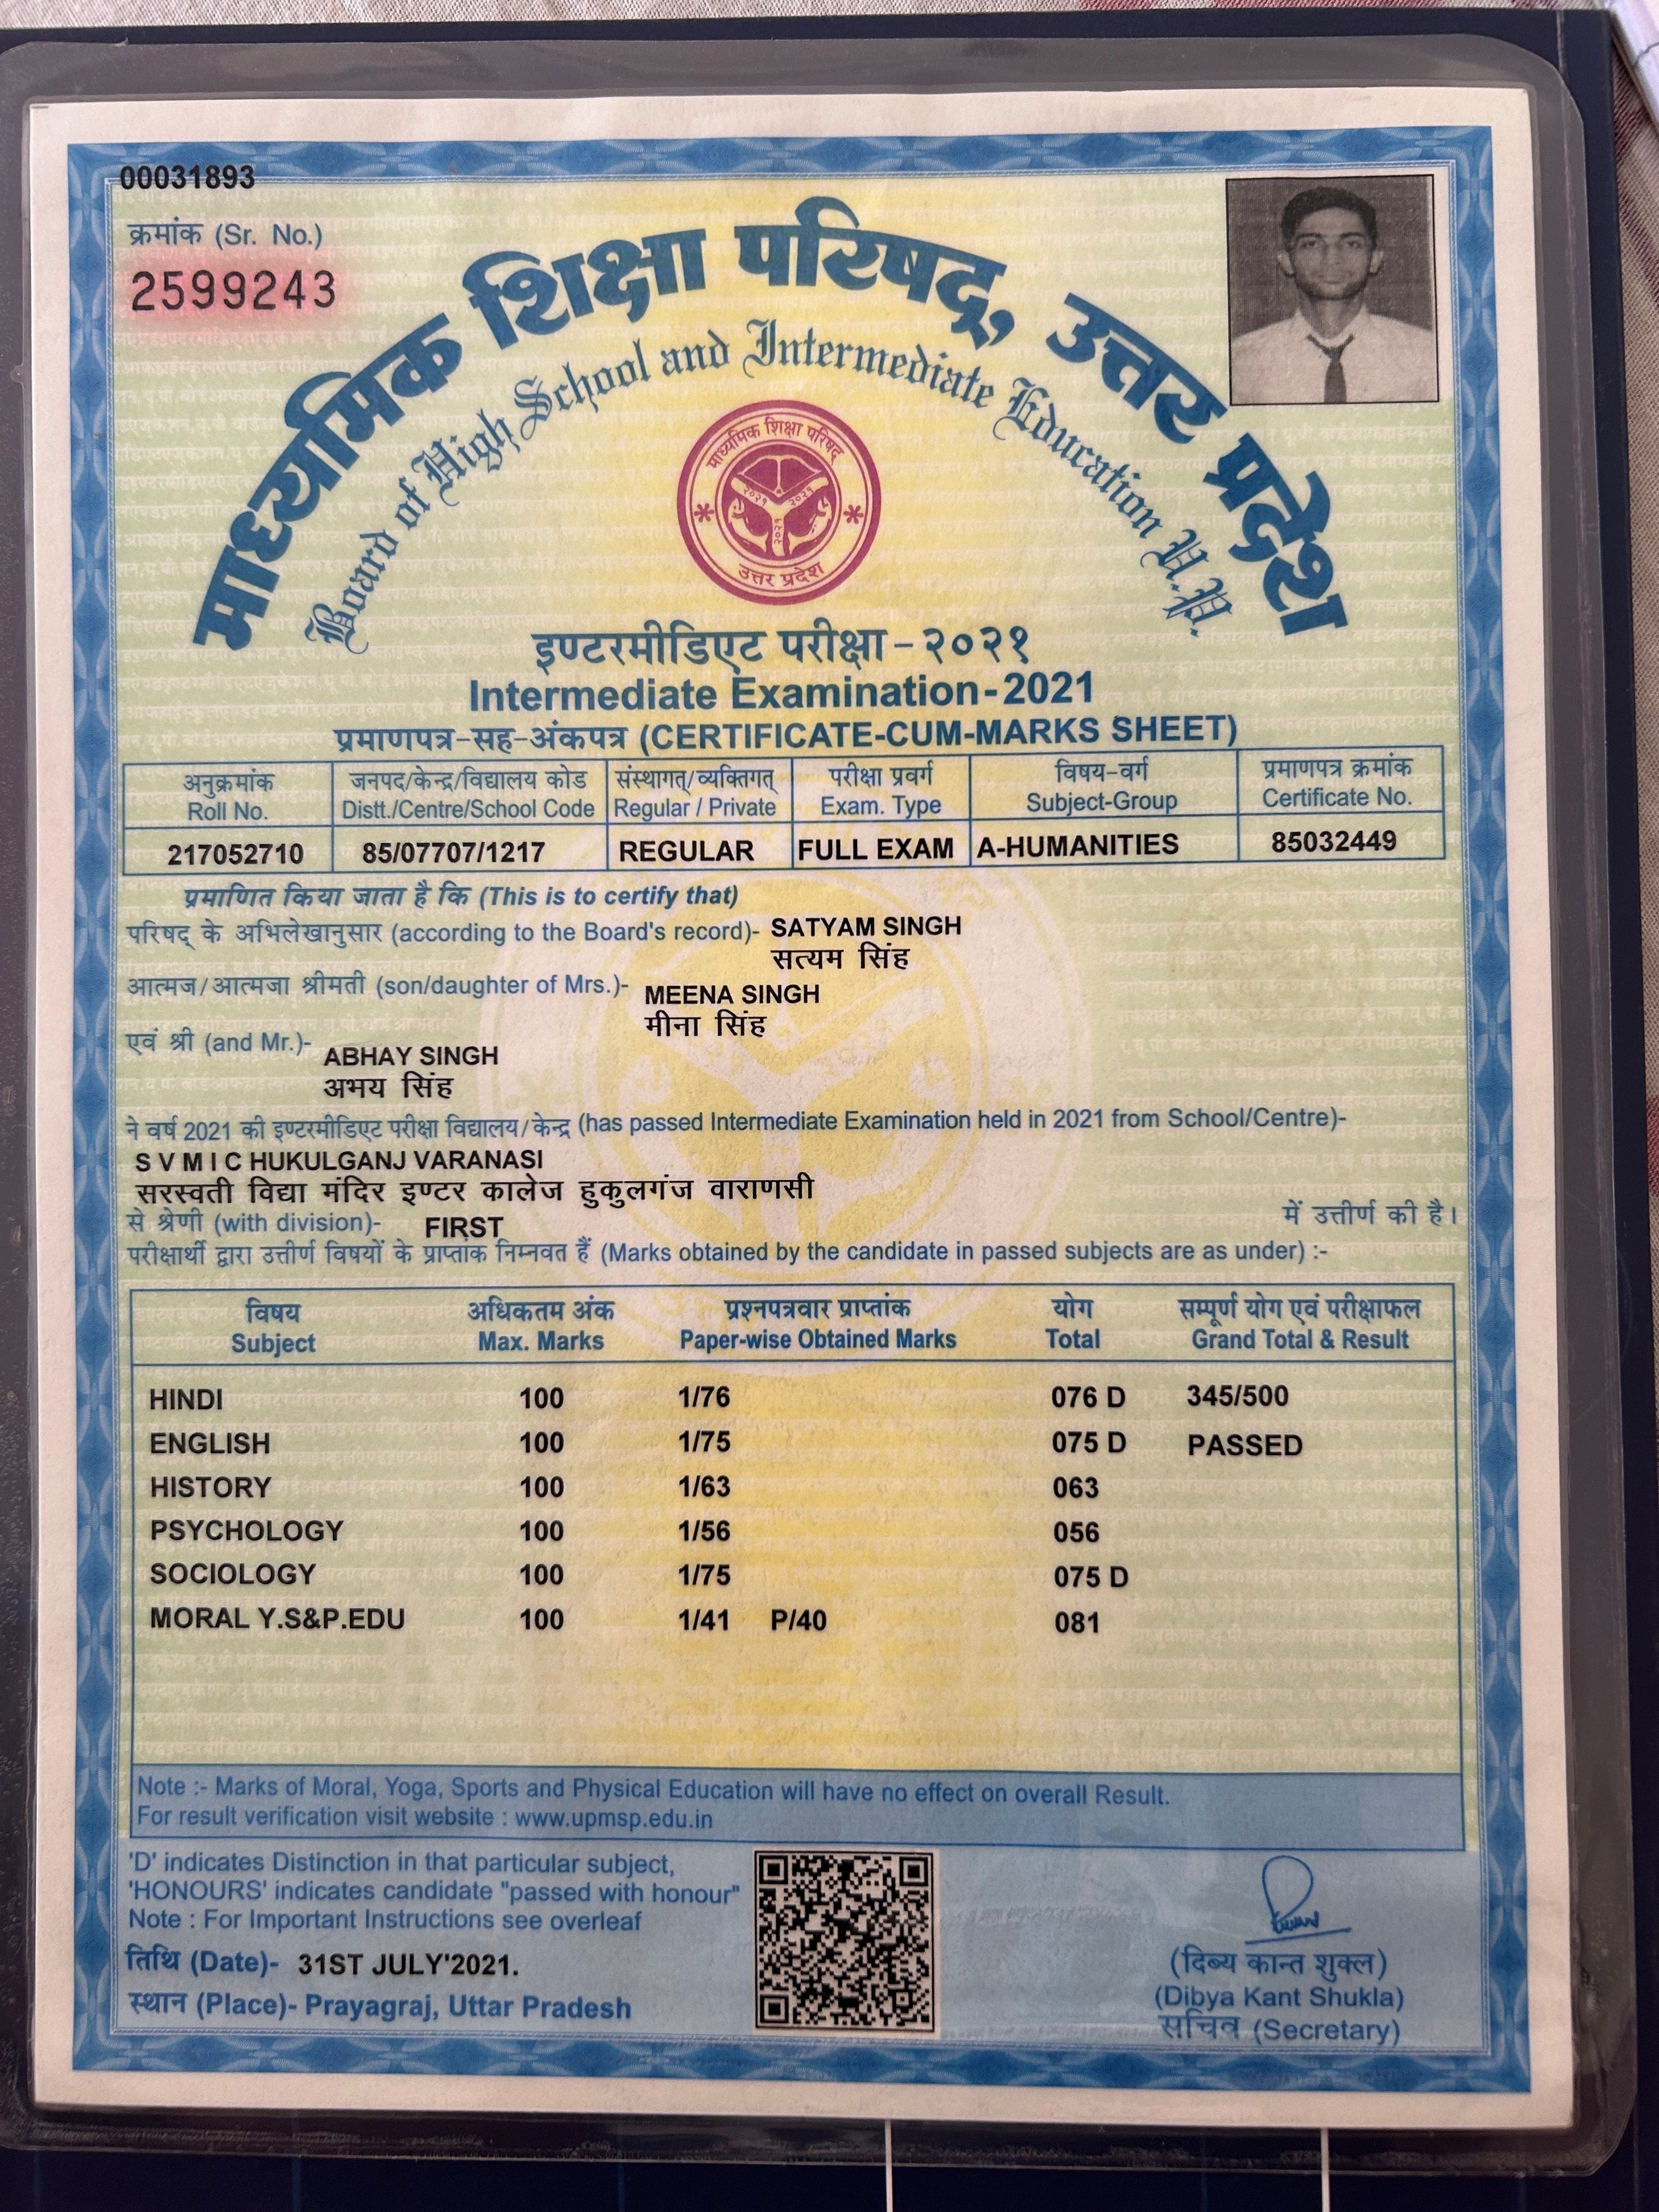 00031893
क्रमांक (Sr. No.)
2599243
माध्यमिक शिक्षा परिषद्, उत्तर प्रदेश
Board of High School and Intermediate Education U.P.
माध्यमिक शिक्षा परिषद्
२०२१ २०२१
२०२१
उत्तर प्रदेश
इण्टरमीडिएट परीक्षा - २०२१
Intermediate Examination - 2021
प्रमाणपत्र-सह-अंकपत्र (CERTIFICATE-CUM-MARKS SHEET)
अनुक्रमांक जनपद/केन्द्र/विद्यालय कोड संस्थागत्/व्यक्तिगत् परीक्षा प्रवर्ग विषय-वर्ग प्रमाणपत्र क्रमांक
Roll No. Distt./Centre/School Code Regular / Private Exam. Type Subject-Group Certificate No.
217052710 85/07707/1217 REGULAR FULL EXAM A-HUMANITIES 85032449
प्रमाणित किया जाता है कि (This is to certify that)
परिषद् के अभिलेखानुसार (according to the Board's record)- SATYAM SINGH
सत्यम सिंह
आत्मज/आत्मजा श्रीमती (son/daughter of Mrs.)- MEENA SINGH
मीना सिंह
एवं श्री (and Mr.)- ABHAY SINGH
अभय सिंह
ने वर्ष 2021 की इण्टरमीडिएट परीक्षा विद्यालय/केन्द्र (has passed Intermediate Examination held in 2021 from School/Centre)-
S V M I C HUKULGANJ VARANASI
सरस्वती विद्या मंदिर इण्टर कालेज हुकुलगंज वाराणसी
से श्रेणी (with division)- FIRST में उत्तीर्ण की है।
परीक्षार्थी द्वारा उत्तीर्ण विषयों के प्राप्तांक निम्नवत हैं (Marks obtained by the candidate in passed subjects are as under) :-
विषय अधिकतम अंक प्रश्नपत्रवार प्राप्तांक योग सम्पूर्ण योग एवं परीक्षाफल
Subject Max. Marks Paper-wise Obtained Marks Total Grand Total & Result
HINDI 100 1/76 076 D 345/500
ENGLISH 100 1/75 075 D PASSED
HISTORY 100 1/63 063
PSYCHOLOGY 100 1/56 056
SOCIOLOGY 100 1/75 075 D
MORAL Y.S&P.EDU 100 1/41 P/40 081
Note :- Marks of Moral, Yoga, Sports and Physical Education will have no effect on overall Result.
For result verification visit website : www.upmsp.edu.in
'D' indicates Distinction in that particular subject,
'HONOURS' indicates candidate "passed with honour"
Note : For Important Instructions see overleaf
तिथि (Date)- 31ST JULY'2021.
स्थान (Place)- Prayagraj, Uttar Pradesh
(दिब्य कान्त शुक्ल)
(Dibya Kant Shukla)
सचिव (Secretary)